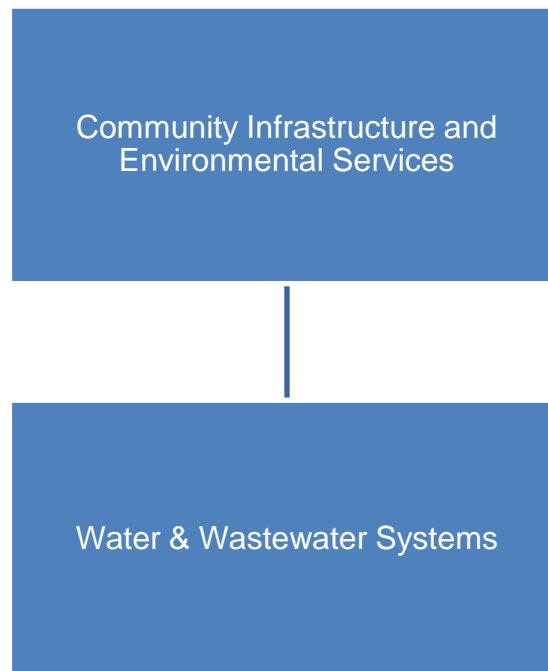 Community Infrastructure and
Environmental Services
Water & Wastewater Systems